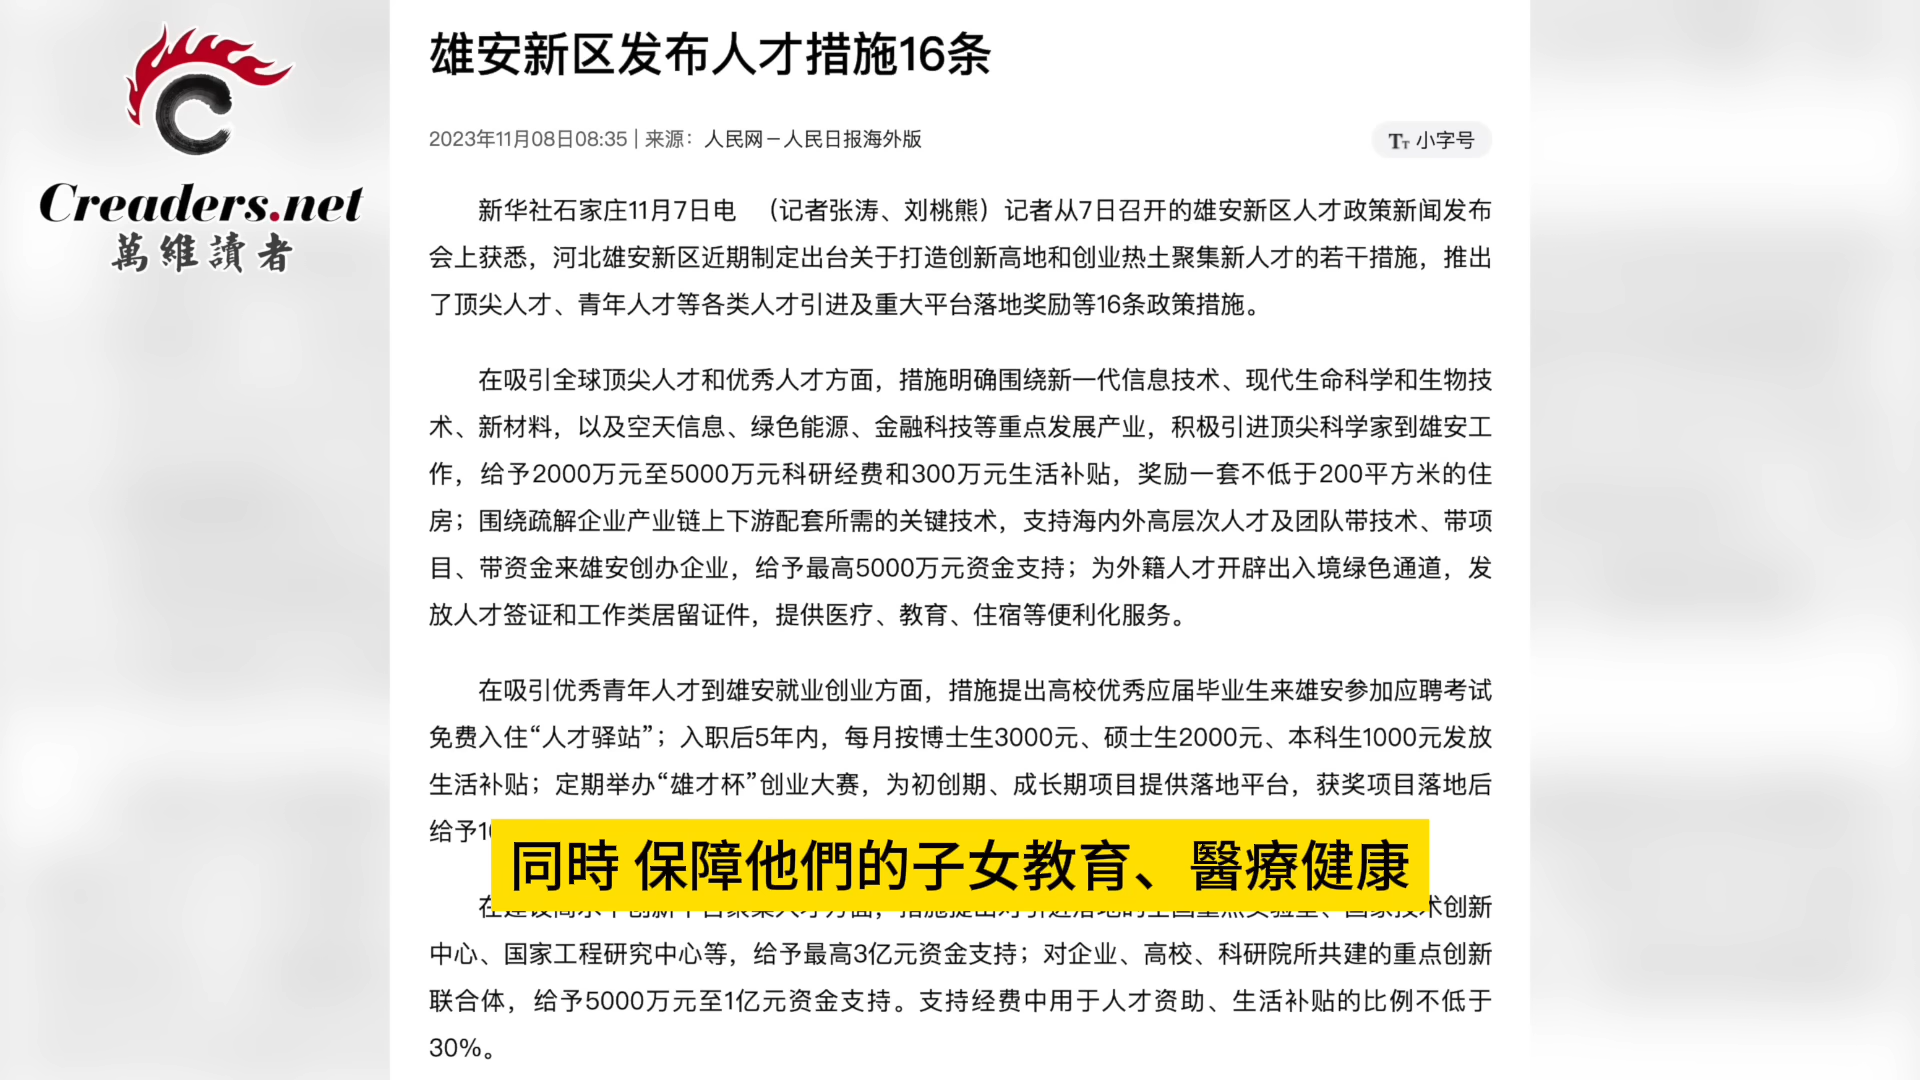 Creaders.net
萬維讀者
雄安新区发布人才措施16条
2023年11月08日08:35 | 来源：人民网－人民日报海外版
小字号
新华社石家庄11月7日电　（记者张涛、刘桃熊）记者从7日召开的雄安新区人才政策新闻发布
会上获悉，河北雄安新区近期制定出台关于打造创新高地和创业热土聚集新人才的若干措施，推出
了顶尖人才、青年人才等各类人才引进及重大平台落地奖励等16条政策措施。
在吸引全球顶尖人才和优秀人才方面，措施明确围绕新一代信息技术、现代生命科学和生物技
术、新材料，以及空天信息、绿色能源、金融科技等重点发展产业，积极引进顶尖科学家到雄安工
作，给予2000万元至5000万元科研经费和300万元生活补贴，奖励一套不低于200平方米的住
房；围绕疏解企业产业链上下游配套所需的关键技术，支持海内外高层次人才及团队带技术、带项
目、带资金来雄安创办企业，给予最高5000万元资金支持；为外籍人才开辟出入境绿色通道，发
放人才签证和工作类居留证件，提供医疗、教育、住宿等便利化服务。
在吸引优秀青年人才到雄安就业创业方面，措施提出高校优秀应届毕业生来雄安参加应聘考试
免费入住“人才驿站”；入职后5年内，每月按博士生3000元、硕士生2000元、本科生1000元发放
生活补贴；定期举办“雄才杯”创业大赛，为初创期、成长期项目提供落地平台，获奖项目落地后
给予
同時 保障他們的子女教育、醫療健康
术创新
中心、国家工程研究中心等，给予最高3亿元资金支持；对企业、高校、科研院所共建的重点创新
联合体，给予5000万元至1亿元资金支持。支持经费中用于人才资助、生活补贴的比例不低于
30%。